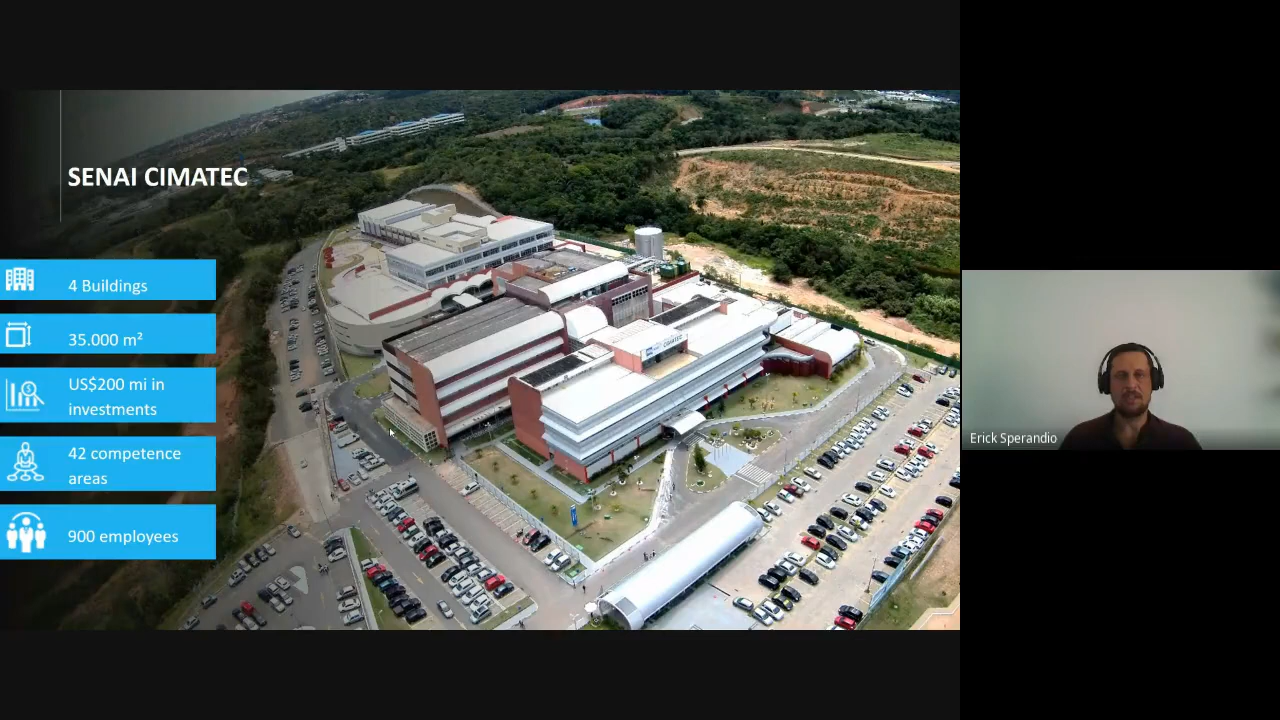 SENAI CIMATEC
4 Buildings
35.000 m²
US$200 mi in
investments
42 competence
areas
900 employees
CIMATEC
Erick Sperandio